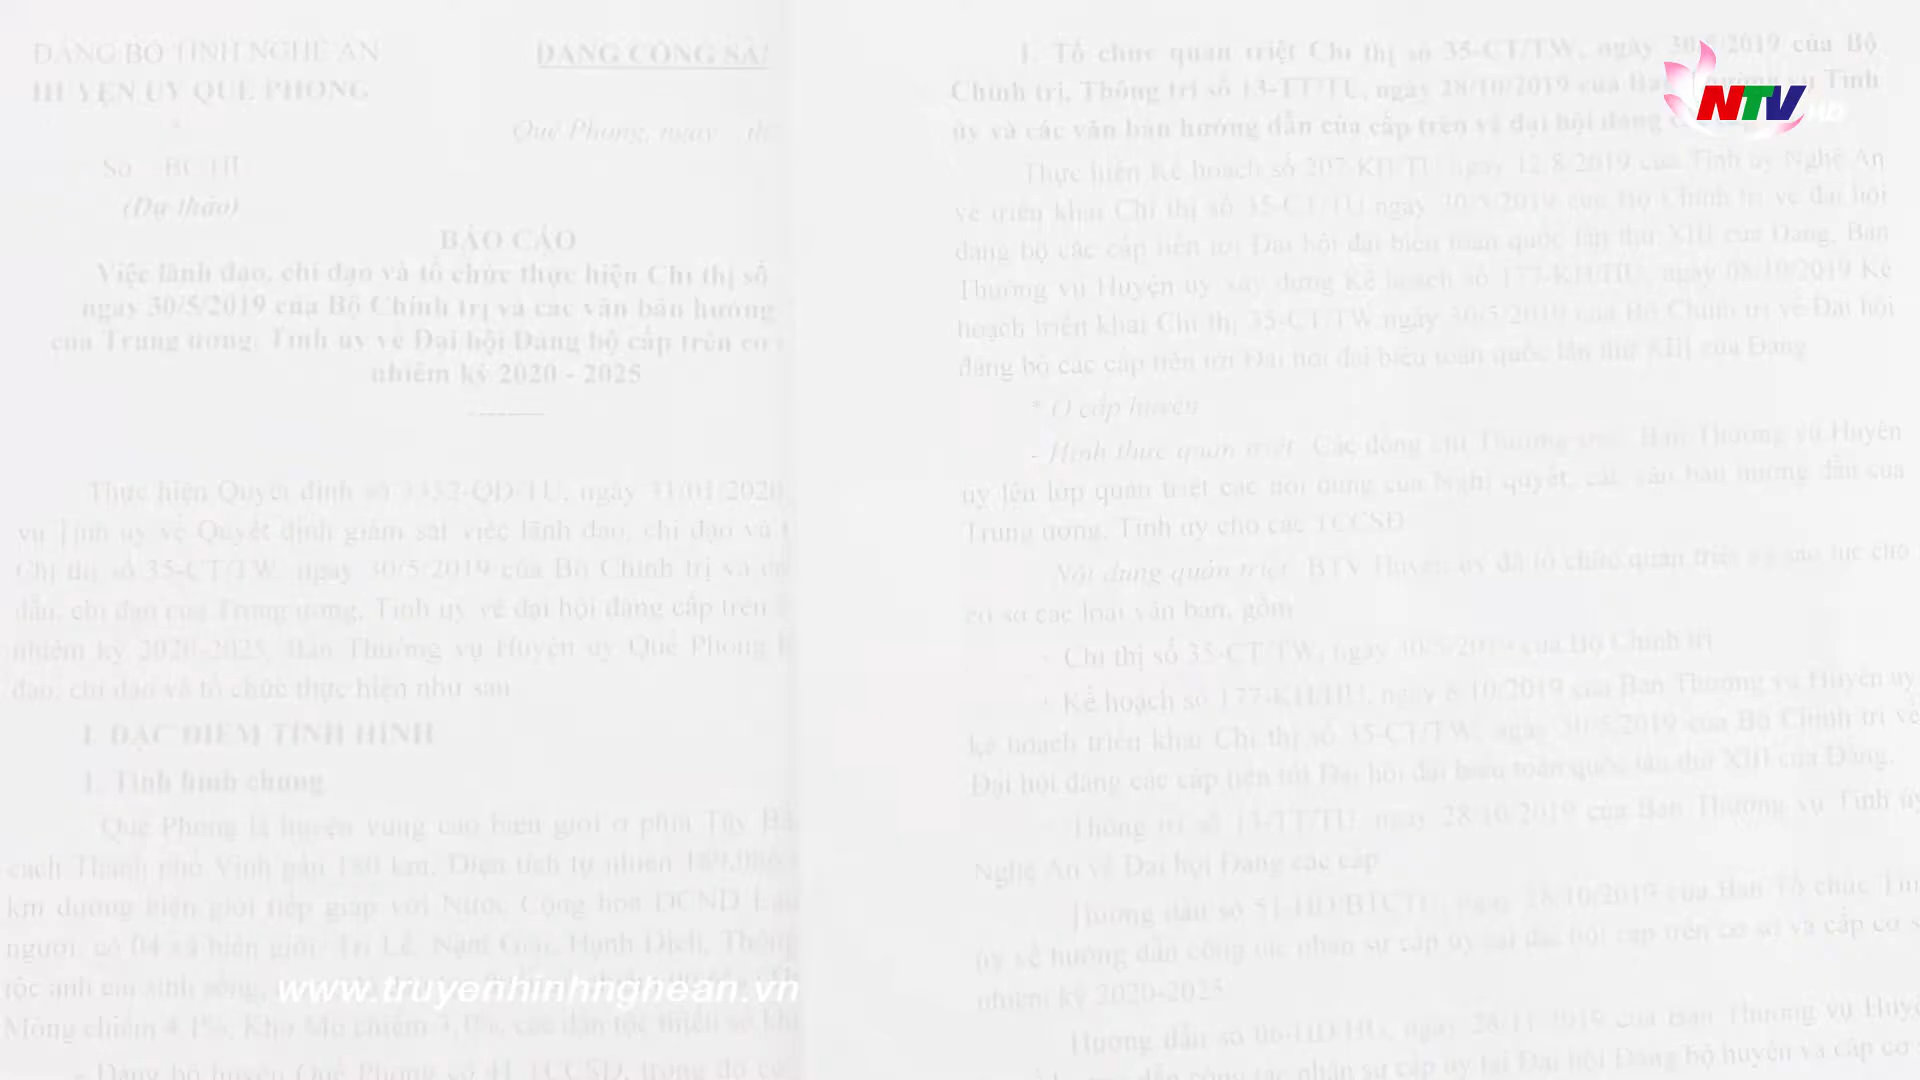 ĐẢNG BỘ TỈNH NGHỆ AN
HUYỆN ỦY QUẾ PHONG
*
Số BC/HU
(Dự thảo)
ĐẢNG CỘNG SẢN
Quế Phong, ngày
BÁO CÁO
Việc lãnh đạo, chỉ đạo và tổ chức thực hiện Chỉ thị số
ngày 30/5/2019 của Bộ Chính trị và các văn bản hướng
của Trung ương, Tỉnh ủy về Đại hội Đảng bộ cấp trên cơ
nhiệm kỳ 2020 - 2025
Thực hiện Quyết định số 3352-QĐ/TU, ngày 31/01/2020
vụ Tỉnh ủy về Quyết định giám sát việc lãnh đạo, chỉ đạo và
Chỉ thị số 35-CT/TW, ngày 30/5/2019 của Bộ Chính trị và
dẫn, chỉ đạo của Trung ương, Tỉnh ủy về đại hội đảng cấp trên
nhiệm kỳ 2020-2025, Ban Thường vụ Huyện ủy Quế Phong
đạo, chỉ đạo và tổ chức thực hiện như sau
I. ĐẶC ĐIỂM TÌNH HÌNH
1. Tình hình chung
Quế Phong là huyện vùng cao biên giới ở phía Tây
cách Thành phố Vinh gần 180 km. Diện tích tự nhiên
km đường biên giới tiếp giáp với Nước Cộng hòa DCND
người, có 04 xã biên giới: Tri Lễ, Nậm Giải, Hạnh Dịch, Thông
tộc anh em sinh sống,
Mông chiếm 4,1%, Khơ Mú chiếm các dân tộc thiểu số
- Đảng bộ huyện Quế Phong có 41 TCCSĐ, trong đó
www.truyenhinhnghean.vn
1. Tổ chức quán triệt Chỉ thị số 35-CT/TW, ngày 30/5/2019 của Bộ
Chính trị, Thông tri số 13-TT/TU, ngày 28/10/2019 của Ban Thường vụ Tỉnh
ủy và các văn bản hướng dẫn của cấp trên về đại hội đảng
Thực hiện Kế hoạch số 207-KH/TU ngày 12/8/2019 của Tỉnh ủy Nghệ An
về triển khai Chỉ thị số 35-CT/TU ngày 30/5/2019 của Bộ Chính trị về đại hội
đảng bộ các cấp tiến tới Đại hội đại biểu toàn quốc lần thứ XIII của Đảng, Ban
Thường vụ Huyện ủy xây dựng Kế hoạch số 177-KH/HU, ngày 08/10/2019 Kế
hoạch triển khai Chỉ thị 35-CT/TW ngày 30/5/2019 của Bộ Chính trị về Đại hội
đảng bộ các cấp tiến tới Đại hội đại biểu toàn quốc lần thứ XIII của Đảng
* Ở cấp huyện
- Hình thức quán triệt: Các đồng chí Thường trực, Ban Thường vụ Huyện
ủy lên lớp quán triệt các nội dung của Nghị quyết, các văn bản hướng dẫn của
Trung ương, Tỉnh ủy cho các TCCSĐ
Nội dung quán triệt: BTV Huyện ủy đã tổ chức quán triệt và sao lục cho
cơ sở các loại văn bản, gồm
+ Chỉ thị số 35-CT/TW, ngày 30/5/2019 của Bộ Chính trị
+ Kế hoạch số 177-KH/HU, ngày 8/10/2019 của Ban Thường vụ Huyện ủy
kế hoạch triển khai Chỉ thị số 35-CT/TW, ngày 30/5/2019 của Bộ Chính trị về
Đại hội đảng các cấp tiến tới Đại hội đại biểu toàn quốc lần thứ XIII của Đảng.
Thông tri số 13-TT/TU, ngày 28/10/2019 của Ban Thường vụ Tỉnh ủy
Nghệ An về Đại hội Đảng các cấp
Hướng dẫn số 51-HD/BTCTU, ngày 28/10/2019 của Ban Tổ chức Tỉnh
ủy về hướng dẫn công tác nhân sự cấp ủy tại đại hội cấp trên cơ sở và cấp cơ
nhiệm kỳ 2020-2025
Hướng dẫn số 06-HD/HU, ngày 28/11/2019 của Ban Thường vụ Huyện
dẫn công tác nhân sự cấp ủy tại Đại hội Đảng bộ huyện và cấp cơ
NTV HD